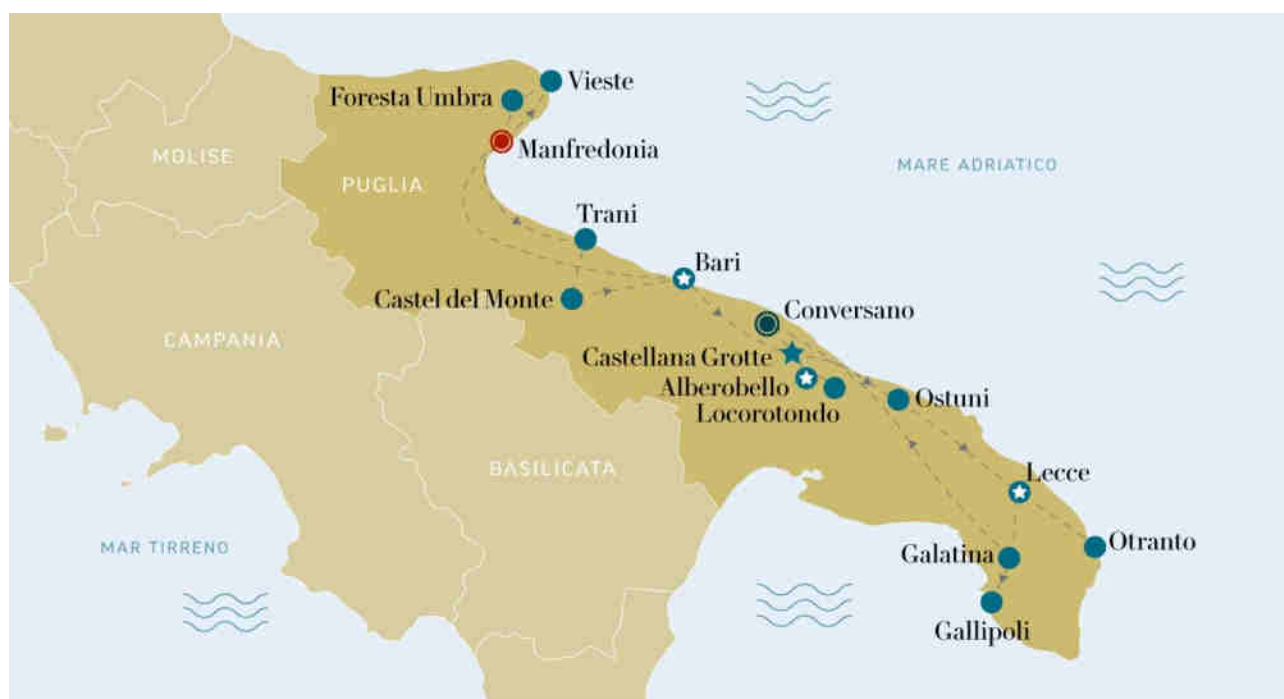 Vieste
Foresta Umbra
Manfredonia
MOLISE
MARE ADRIATICO
PUGLIA
Trani
Bari
Castel del Monte
Conversano
CAMPANIA
Castellana Grotte
Alberobello
Locorotondo
Ostuni
BASILICATA
Lecce
MAR TIRRENO
Galatina
Otranto
Gallipoli